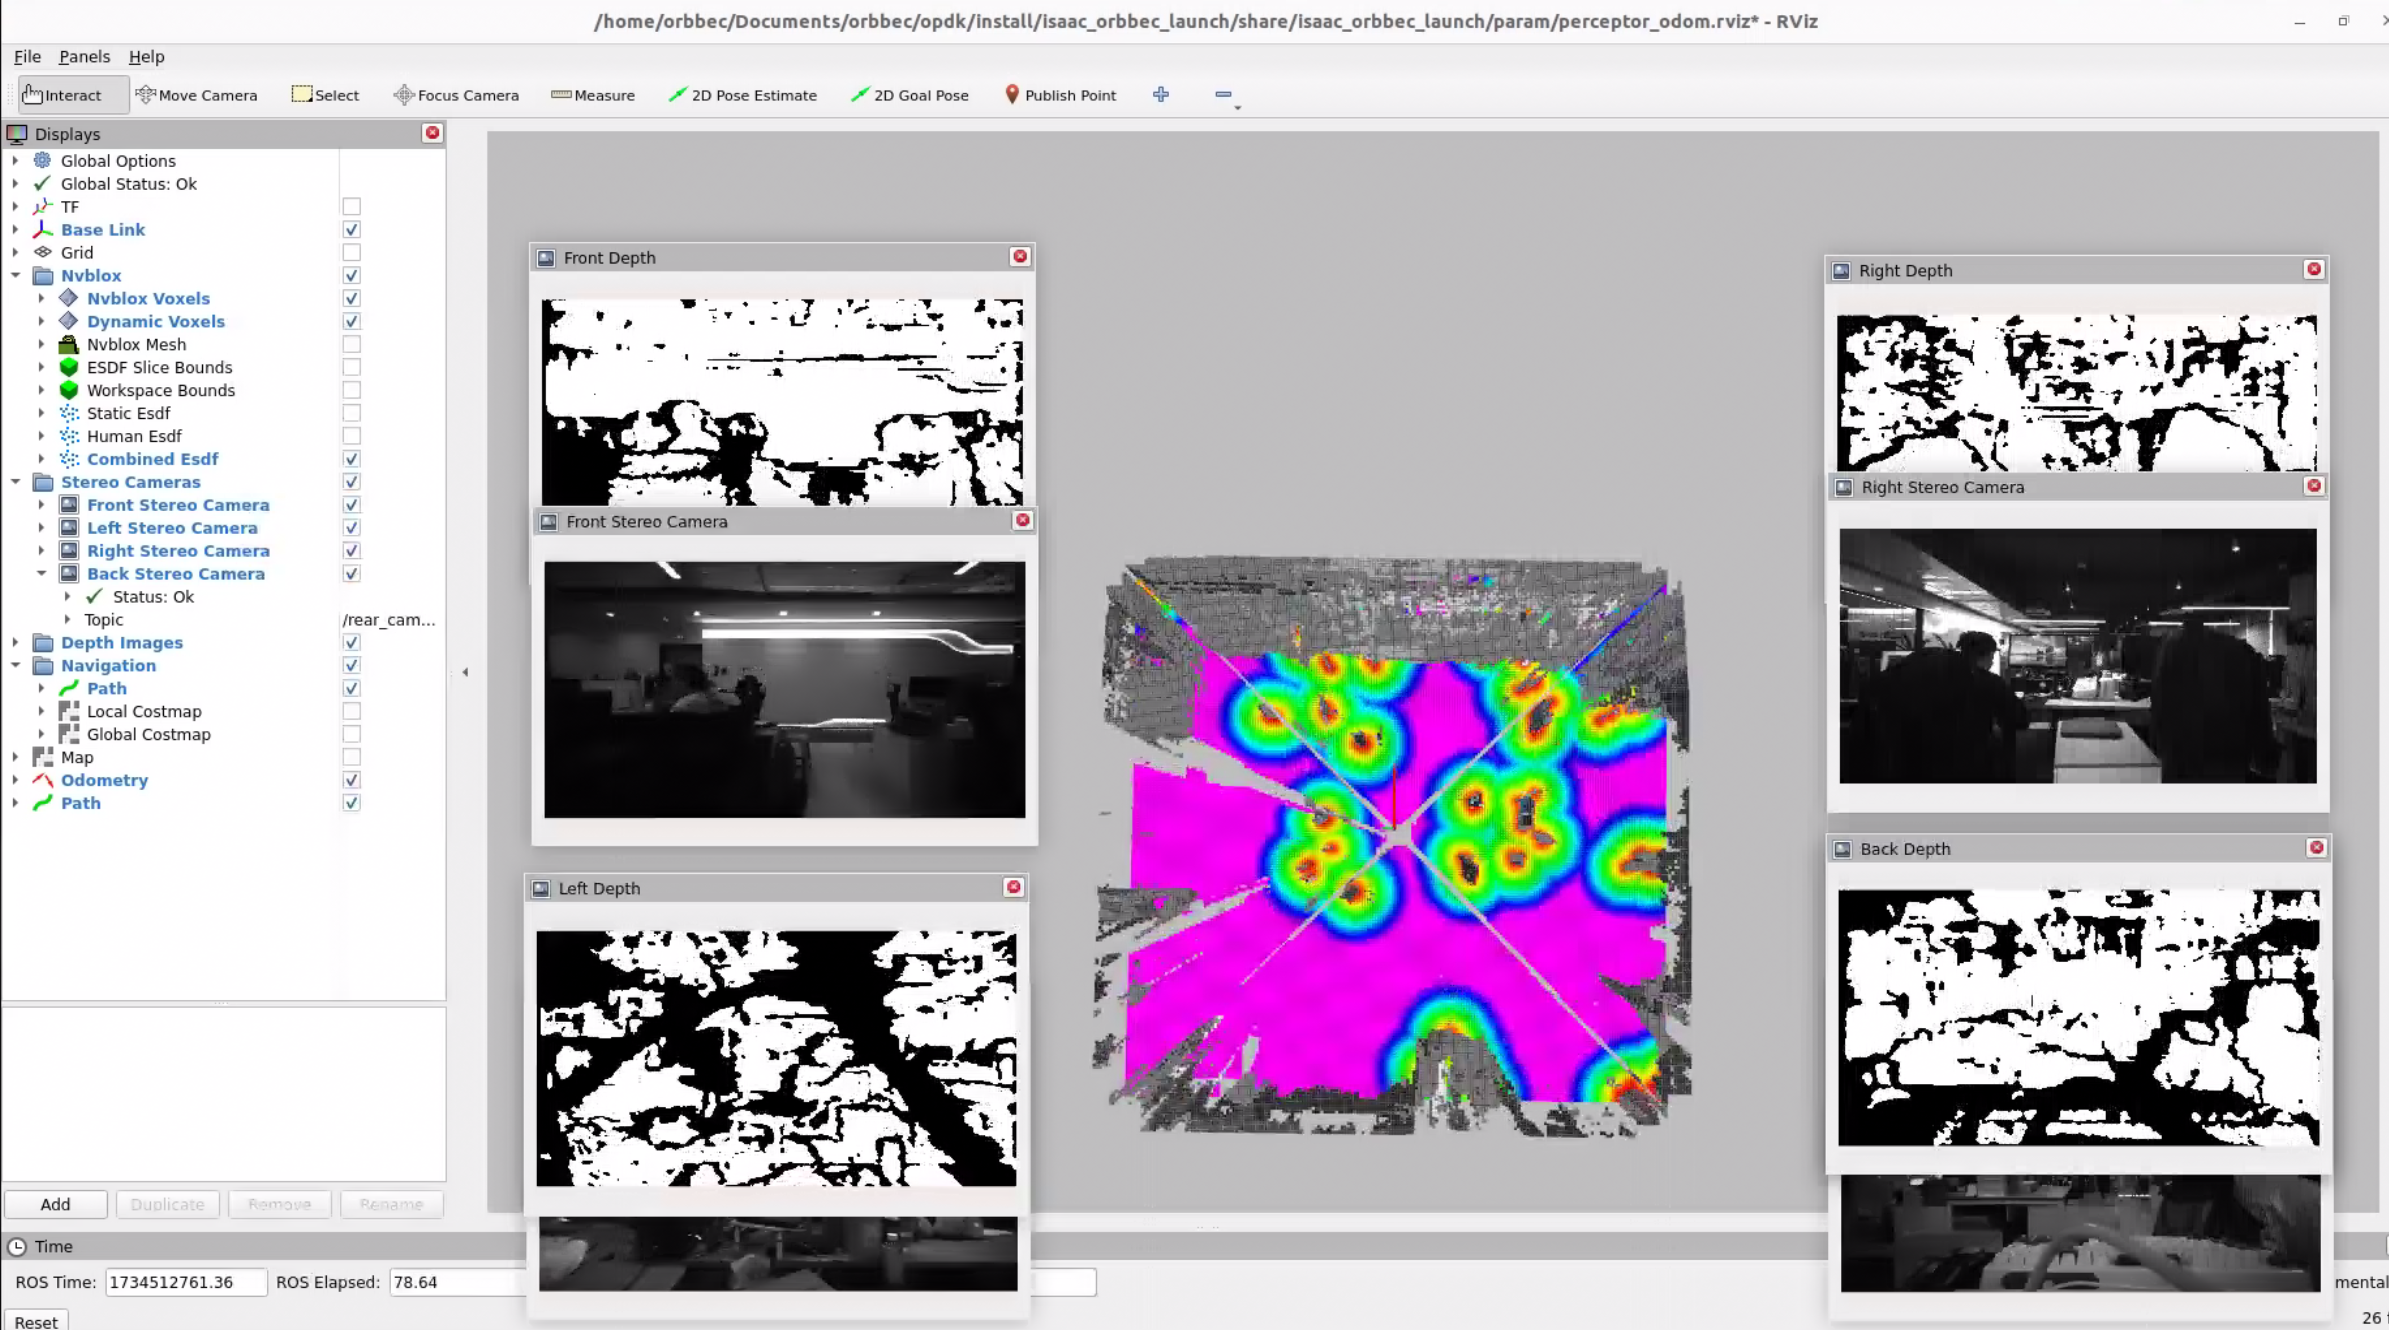 /home/orbbec/Documents/orbbec/opdk/install/isaac_orbbec_launch/share/isaac_orbbec_launch/param/perceptor_odom.rviz* - RViz
File Panels Help
Interact Move Camera Select Focus Camera Measure 2D Pose Estimate 2D Goal Pose Publish Point
Displays
Global Options
Global Status: Ok
TF
Base Link
Grid
Nvblox
Nvblox Voxels
Dynamic Voxels
Nvblox Mesh
ESDF Slice Bounds
Workspace Bounds
Static Esdf
Human Esdf
Combined Esdf
Stereo Cameras
Front Stereo Camera
Left Stereo Camera
Right Stereo Camera
Back Stereo Camera
Status: Ok
Topic /rear_cam...
Depth Images
Navigation
Path
Local Costmap
Global Costmap
Map
Odometry
Path
Add Duplicate Remove Rename
Front Depth
Front Stereo Camera
Left Depth
Right Depth
Right Stereo Camera
Back Depth
Time
ROS Time: 1734512761.36 ROS Elapsed: 78.64
mental
Reset
26